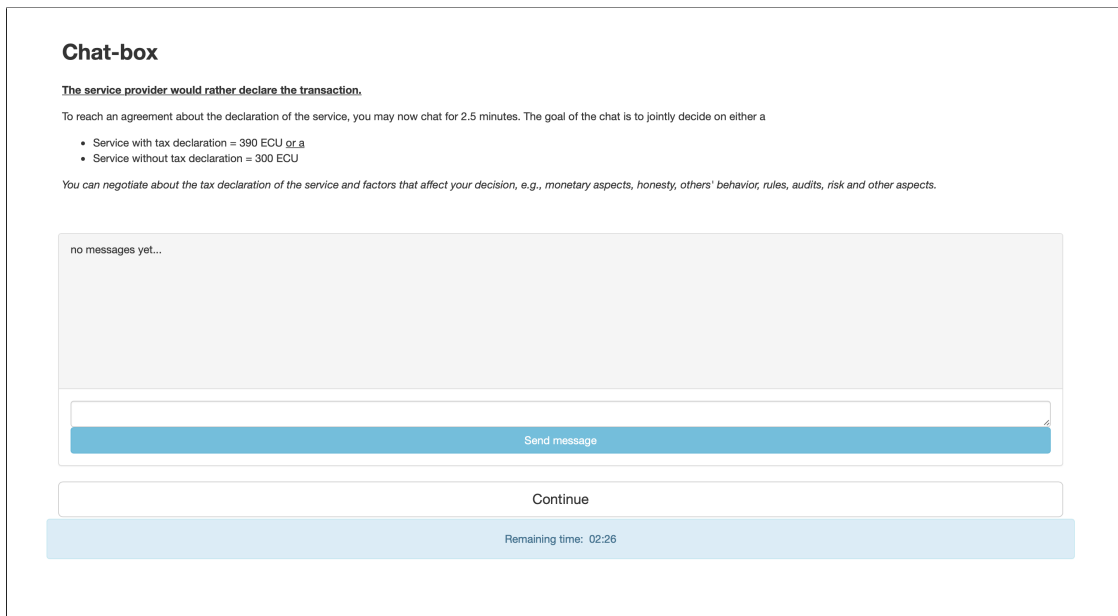 Chat-box
The service provider would rather declare the transaction.
To reach an agreement about the declaration of the service, you may now chat for 2.5 minutes. The goal of the chat is to jointly decide on either a
• Service with tax declaration = 390 ECU or a
• Service without tax declaration = 300 ECU
You can negotiate about the tax declaration of the service and factors that affect your decision, e.g., monetary aspects, honesty, others' behavior, rules, audits, risk and other aspects.
no messages yet...
Send message
Continue
Remaining time: 02:26